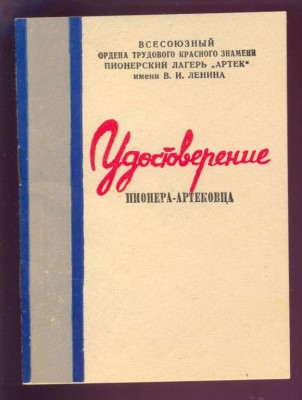 ВСЕСОЮЗНЫЙ
ОРДЕНА ТРУДОВОГО КРАСНОГО ЗНАМЕНИ
ПИОНЕРСКИЙ ЛАГЕРЬ „АРТЕК"
имени В. И. ЛЕНИНА
Удостоверение
ПИОНЕРА-АРТЕКОВЦА